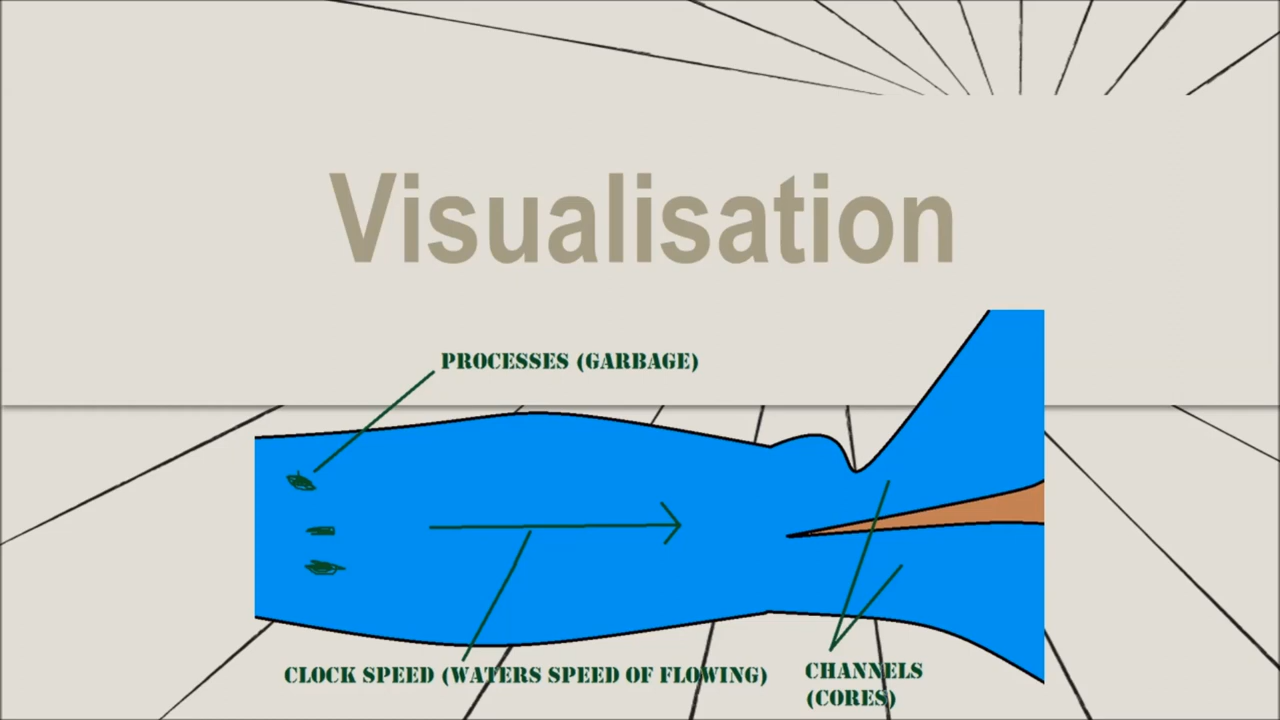 Visualisation
PROCESSES (GARBAGE)
CLOCK SPEED (WATERS SPEED OF FLOWING)
CHANNELS
(CORES)